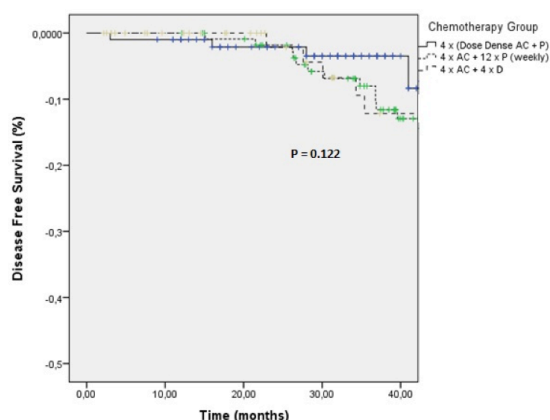 Chemotherapy Group
4 x (Dose Dense AC + P)
4 x AC + 12 x P (weekly)
4 x AC + 4 x D
0,0000
-0,1
-0,2
-0,3
-0,4
-0,5
Disease Free Survival (%)
P = 0.122
0,00 10,00 20,00 30,00 40,00
Time (months)